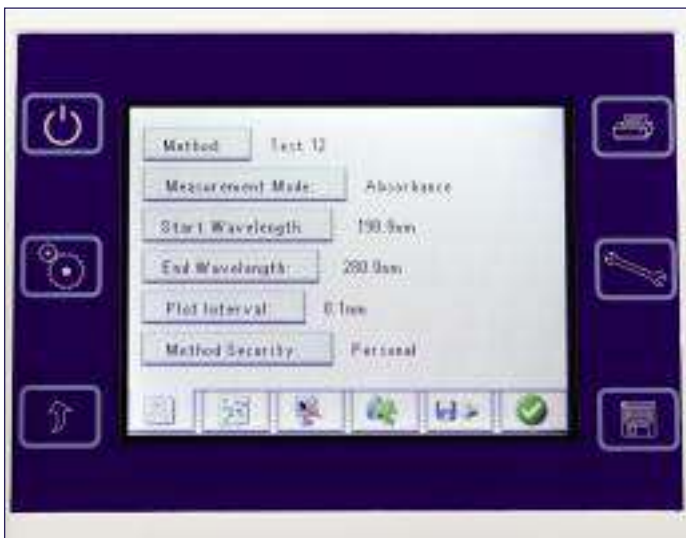 Method: Test 12
Measurement Mode: Absorbance
Start Wavelength 190.0nm
End Wavelength: 280.0nm
Plot Interval: 0.1nm
Method Security: Personal